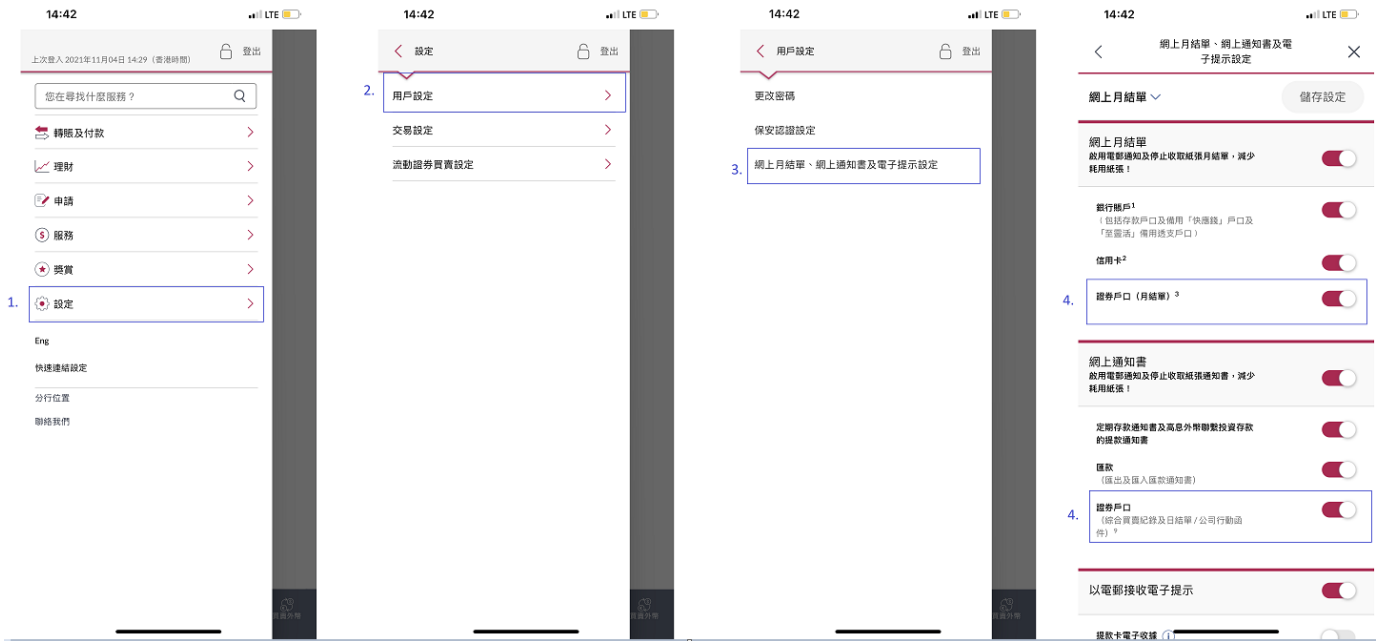 14:42
LTE
上次登入 2021年11月04日 14:29（香港時間）
登出
您在尋找什麼服務？
轉賬及付款
理財
申請
服務
獎賞
1.
設定
Eng
快速連結設定
分行位置
聯絡我們
14:42
LTE
設定
登出
2.
用戶設定
交易設定
流動證券買賣設定
14:42
LTE
用戶設定
登出
更改密碼
保安認證設定
3.
網上月結單、網上通知書及電子提示設定
14:42
LTE
網上月結單、網上通知書及電
子提示設定
網上月結單
儲存設定
網上月結單
啟用電郵通知及停止收取紙張月結單，減少
耗用紙張！
銀行賬戶1
（包括存款戶口及備用「快應錢」戶口及
「至靈活」備用透支戶口）
信用卡2
4.
證券戶口（月結單）3
網上通知書
啟用電郵通知及停止收取紙張通知書，減少
耗用紙張！
定期存款通知書及高息外幣聯繫投資存款
的提款通知書
匯款
（匯出及匯入匯款通知書）
4.
證券戶口
（綜合買賣紀錄及日結單 / 公司行動函
件）9
以電郵接收電子提示
提款卡電子收據